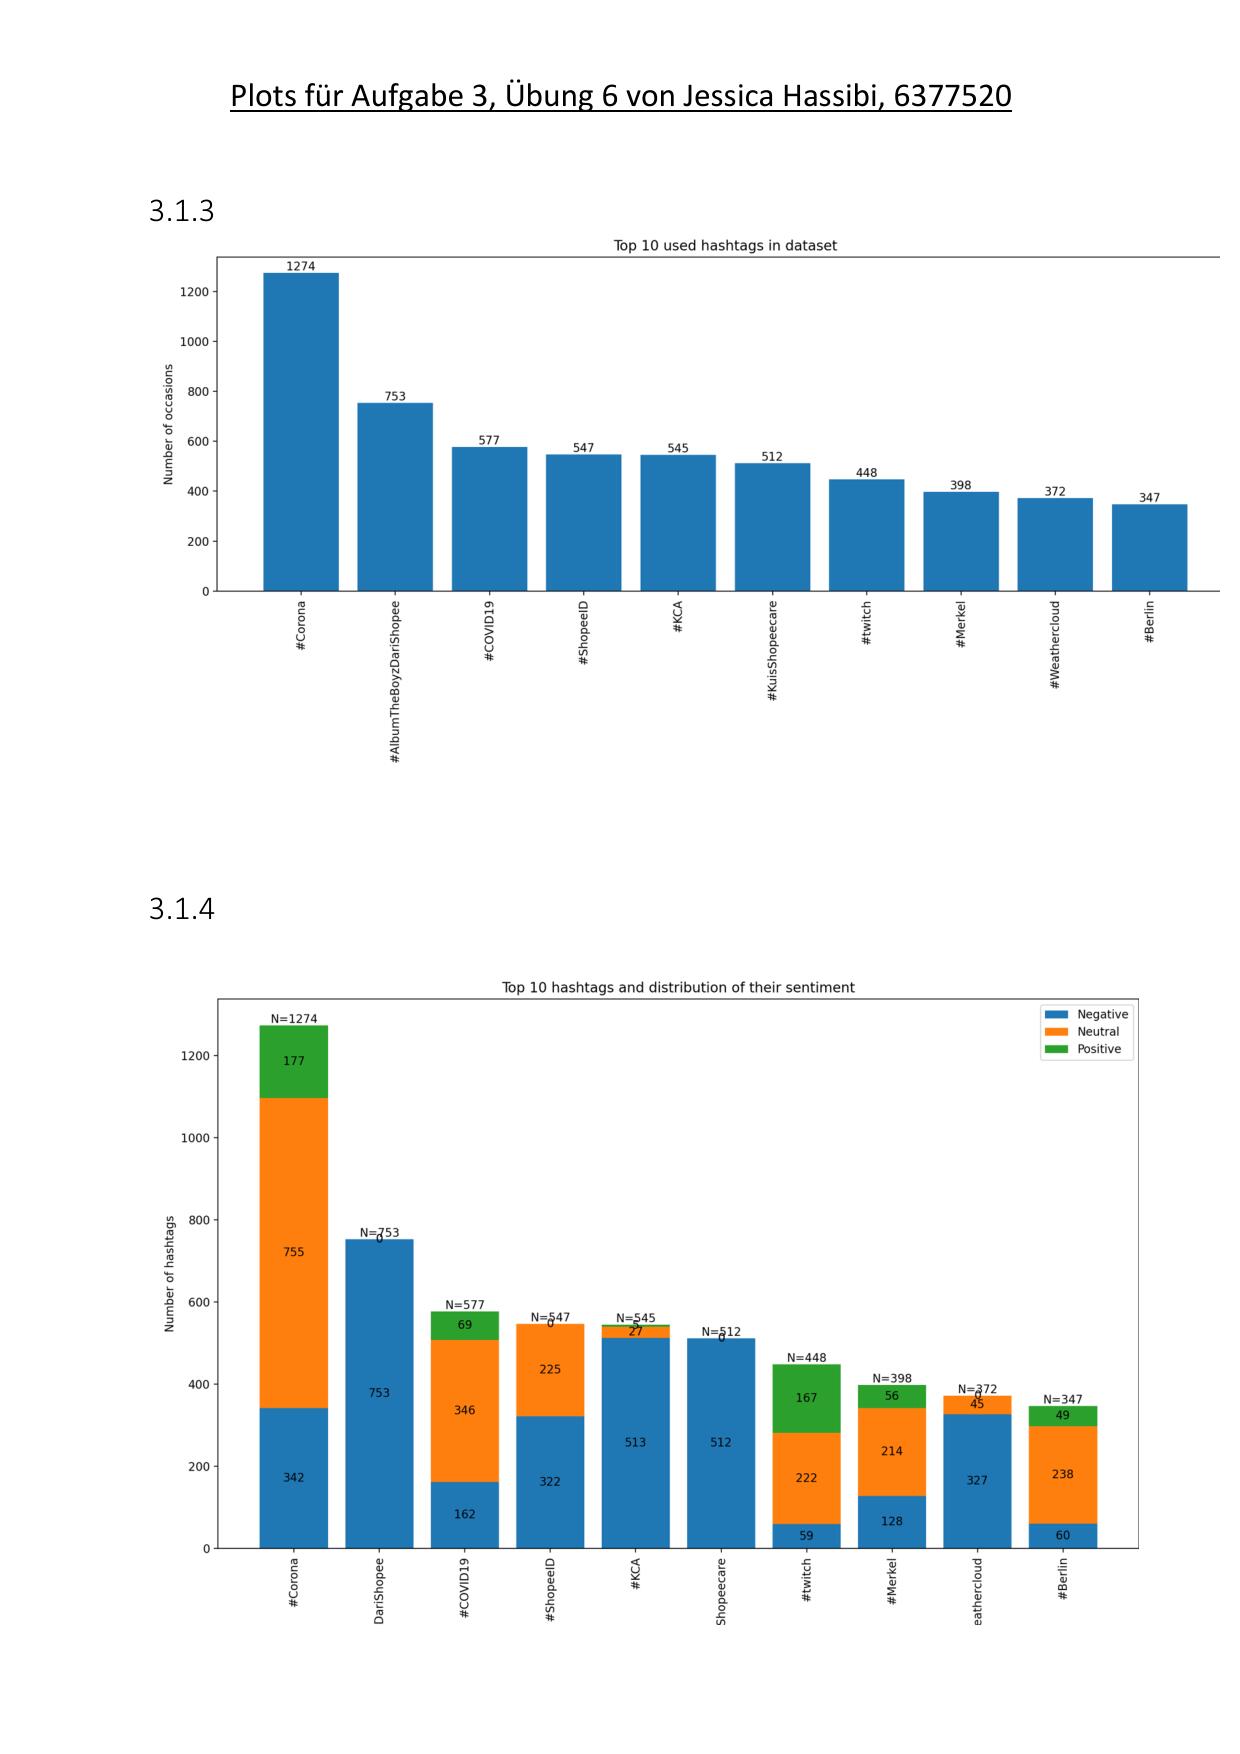 Plots für Aufgabe 3, Übung 6 von Jessica Hassibi, 6377520
3.1.3
Top 10 used hashtags in dataset
Number of occasions
1200
1000
800
600
400
200
0
1274
753
577
547
545
512
448
398
372
347
#Corona
#AlbumTheBoyzDariShopee
#COVID19
#ShopeeID
#KCA
#KuisShopeecare
#twitch
#Merkel
#Weathercloud
#Berlin
3.1.4
Top 10 hashtags and distribution of their sentiment
Negative
Neutral
Positive
Number of hashtags
1200
1000
800
600
400
200
0
N=1274
177
755
342
N=753
0
753
N=577
69
346
162
N=547
0
225
322
N=545
5
27
513
N=512
0
512
N=448
167
222
59
N=398
56
214
128
N=372
0
45
327
N=347
49
238
60
#Corona
DariShopee
#COVID19
#ShopeeID
#KCA
Shopeecare
#twitch
#Merkel
eathercloud
#Berlin